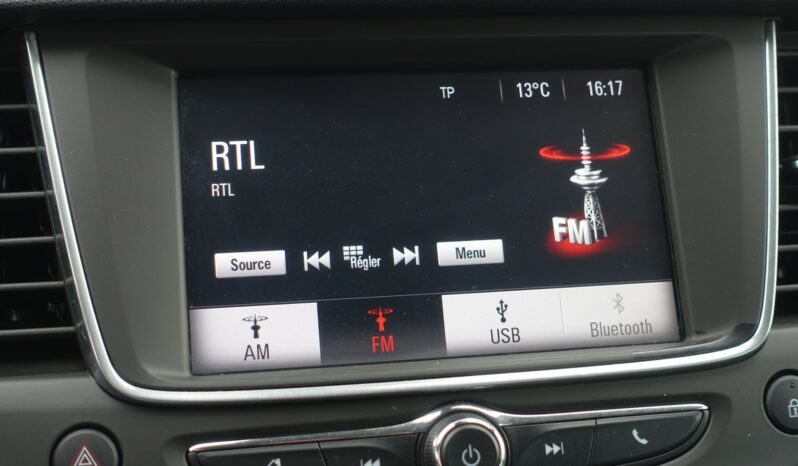 TP 13°C 16:17
RTL
RTL
FM
Source Régler Menu
AM FM USB Bluetooth